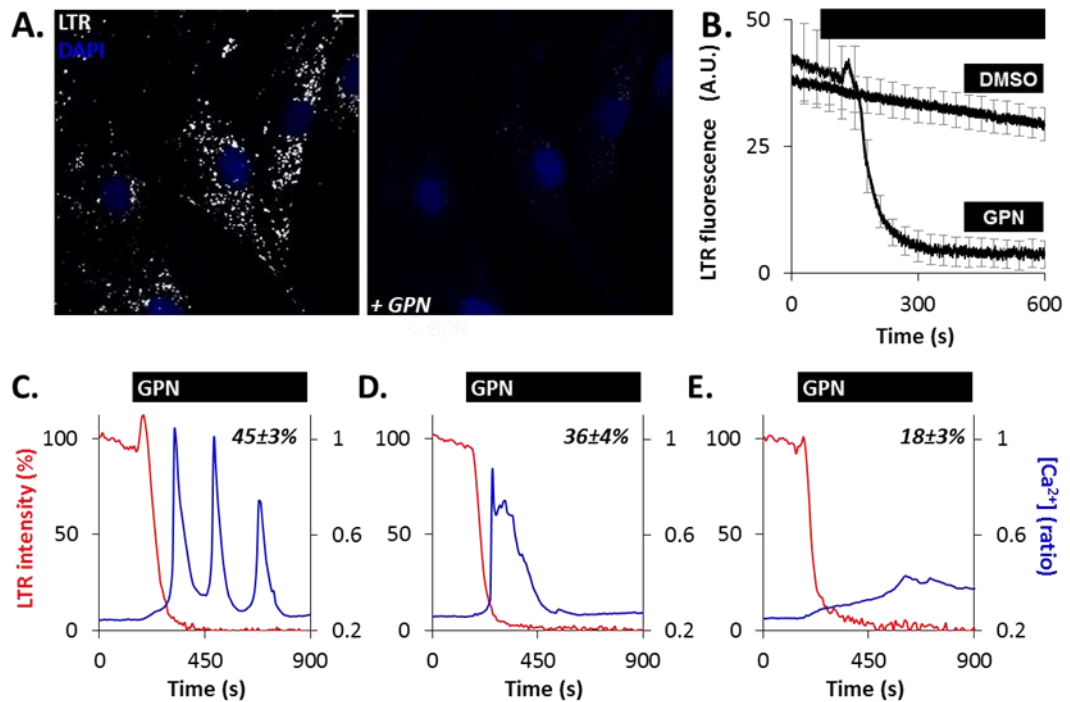 A.
LTR
DAPI
+ GPN
B.
LTR fluorescence (A.U.)
50
25
0
DMSO
GPN
0 300 600
Time (s)
C.
GPN
LTR intensity (%)
100
50
0
45±3%
1
0.6
0.2
0 450 900
Time (s)
D.
GPN
100
50
0
36±4%
1
0.6
0.2
0 450 900
Time (s)
E.
GPN
100
50
0
18±3%
1
0.6
0.2
[Ca²⁺] (ratio)
0 450 900
Time (s)